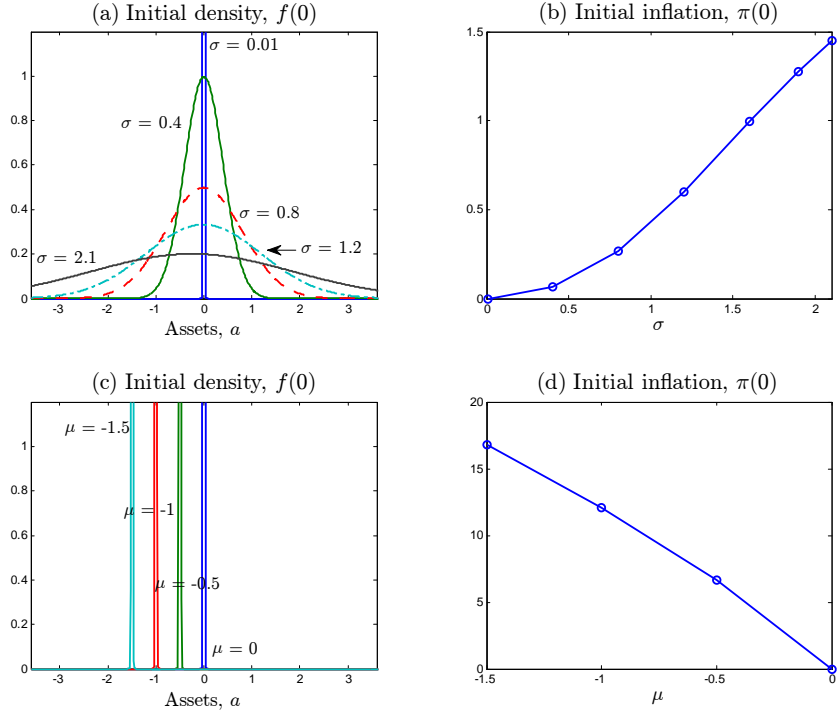 (a) Initial density, f(0)
σ = 0.01
σ = 0.4
σ = 0.8
σ = 1.2
σ = 2.1
1
0.8
0.6
0.4
0.2
0
-3 -2 -1 0 1 2 3
Assets, a
(b) Initial inflation, π(0)
1.5
1
0.5
0
0 0.5 1 1.5 2
σ
(c) Initial density, f(0)
μ = -1.5
μ = -1
μ = -0.5
μ = 0
1
0.8
0.6
0.4
0.2
0
-3 -2 -1 0 1 2 3
Assets, a
(d) Initial inflation, π(0)
20
15
10
5
0
-1.5 -1 -0.5 0
μ